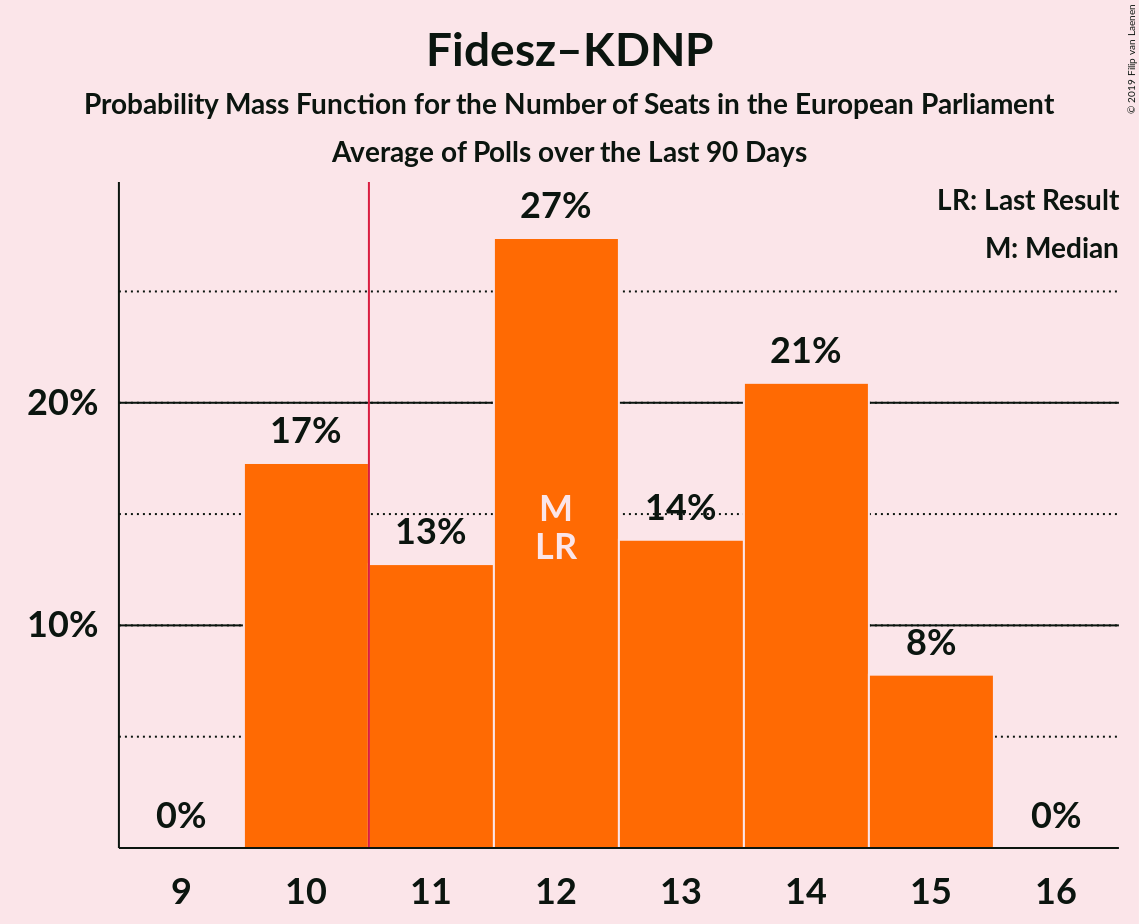 Fidesz–KDNP
Probability Mass Function for the Number of Seats in the European Parliament
Average of Polls over the Last 90 Days
© 2019 Filip van Laenen
LR: Last Result
M: Median
27%
21%
20%
17%
14%
13%
M
LR
10%
8%
0%
0%
9 10 11 12 13 14 15 16